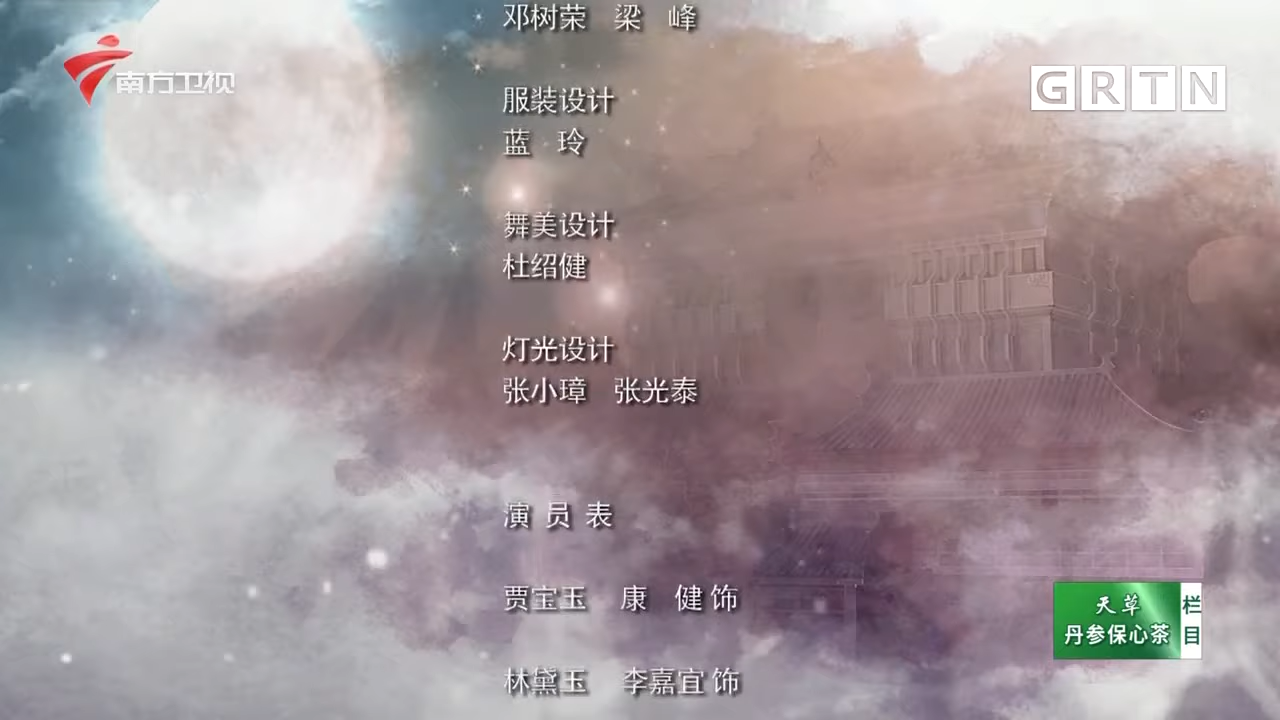 邓树荣 梁 峰
南方卫视
GRTN
服装设计
蓝 玲
舞美设计
杜绍健
灯光设计
张小璋 张光泰
演 员 表
贾宝玉 康 健 饰
天草
丹参保心茶
栏目
林黛玉 李嘉宜 饰